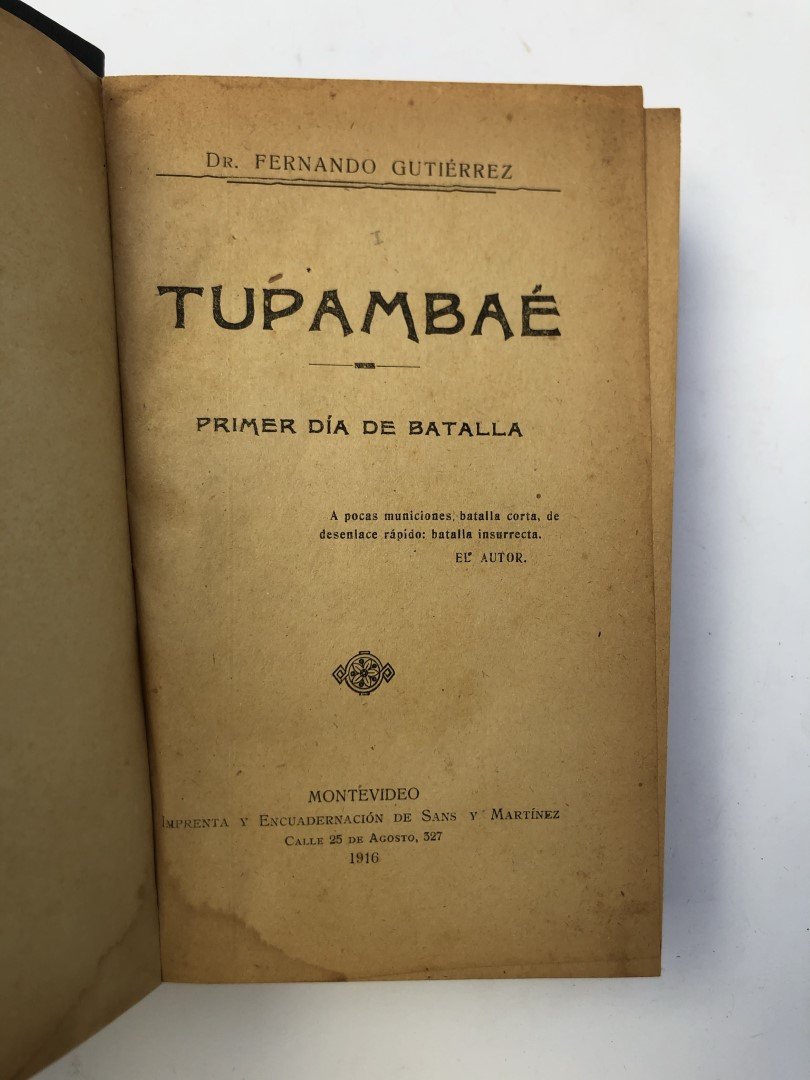 Dr. FERNANDO GUTIÉRREZ
I
TUPAMBAÉ
PRIMER DÍA DE BATALLA
A pocas municiones, batalla corta, de
desenlace rápido: batalla insurrecta.
EL AUTOR.
MONTEVIDEO
Imprenta y Encuadernación de Sans y Martínez
Calle 25 de Agosto, 327
1916